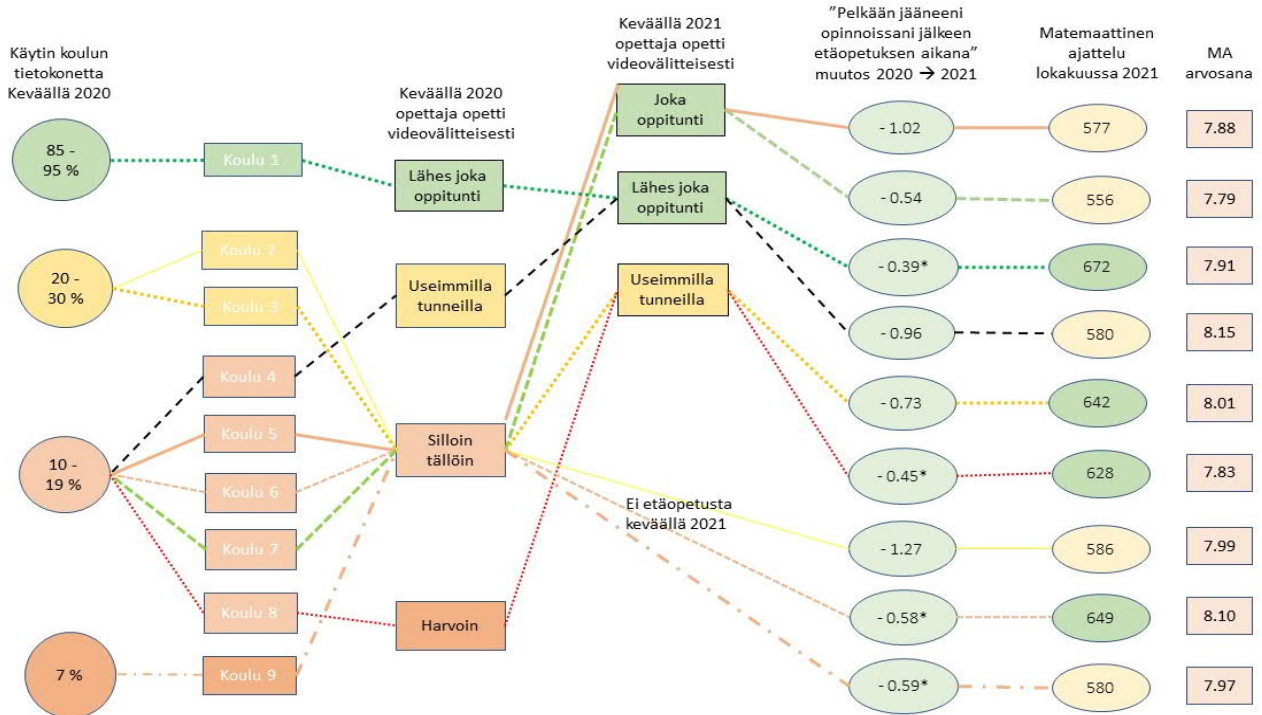 Käytin koulun
tietokonetta
Keväällä 2020
85 -
95 %
20 -
30 %
10 -
19 %
7 %
Koulu 1
Koulu 2
Koulu 3
Koulu 4
Koulu 5
Koulu 6
Koulu 7
Koulu 8
Koulu 9
Keväällä 2020
opettaja opetti
videovälitteisesti
Lähes joka
oppitunti
Useimmilla
tunneilla
Silloin
tällöin
Harvoin
Keväällä 2021
opettaja opetti
videovälitteisesti
Joka
oppitunti
Lähes joka
oppitunti
Useimmilla
tunneilla
Ei etäopetusta
keväällä 2021
”Pelkään jääneeni
opinnoissani jälkeen
etäopetuksen aikana”
muutos 2020 → 2021
- 1.02
- 0.54
- 0.39*
- 0.96
- 0.73
- 0.45*
- 1.27
- 0.58*
- 0.59*
Matemaattinen
ajattelu
lokakuussa 2021
577
556
672
580
642
628
586
649
580
MA
arvosana
7.88
7.79
7.91
8.15
8.01
7.83
7.99
8.10
7.97